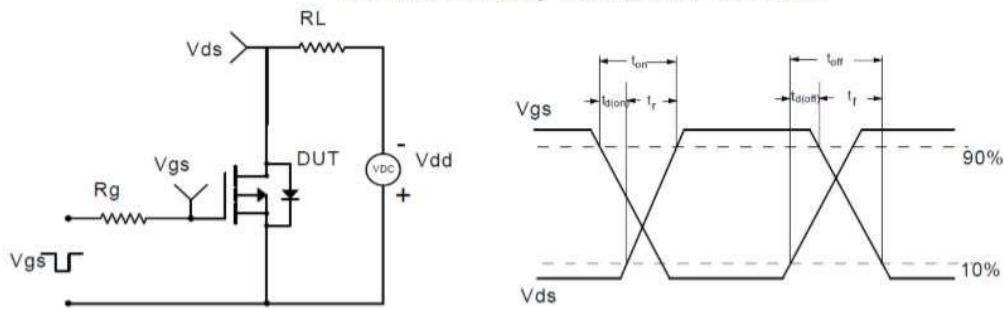 RL
Vds
Vgs
DUT
Rg
VDC
-
Vdd
+
Vgs
ton
toff
td(on)
tr
td(off)
tf
Vgs
90%
10%
Vds